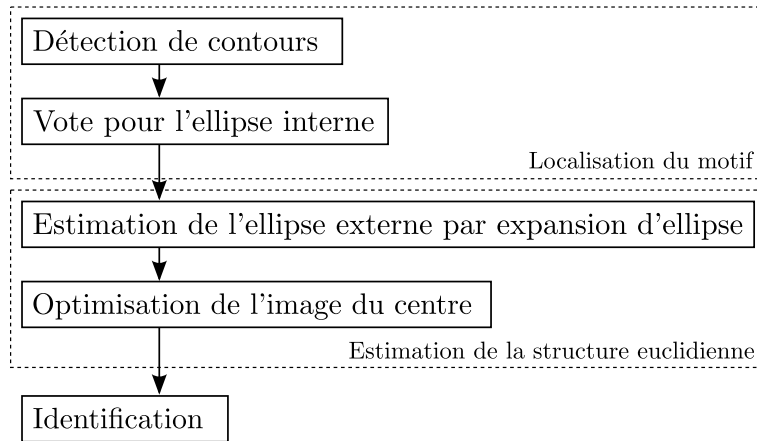 Détection de contours
Vote pour l'ellipse interne
Localisation du motif
Estimation de l'ellipse externe par expansion d'ellipse
Optimisation de l'image du centre
Estimation de la structure euclidienne
Identification